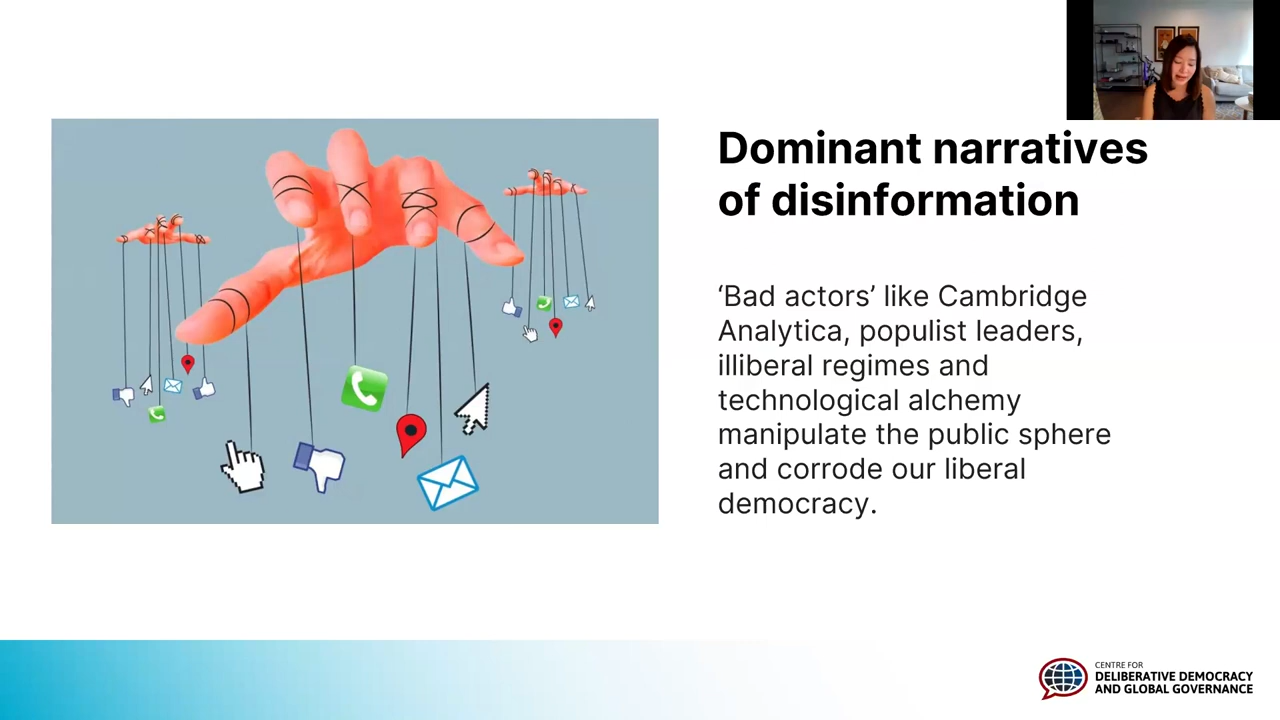 Dominant narratives
of disinformation
‘Bad actors’ like Cambridge
Analytica, populist leaders,
illiberal regimes and
technological alchemy
manipulate the public sphere
and corrode our liberal
democracy.
CENTRE FOR
DELIBERATIVE DEMOCRACY
AND GLOBAL GOVERNANCE